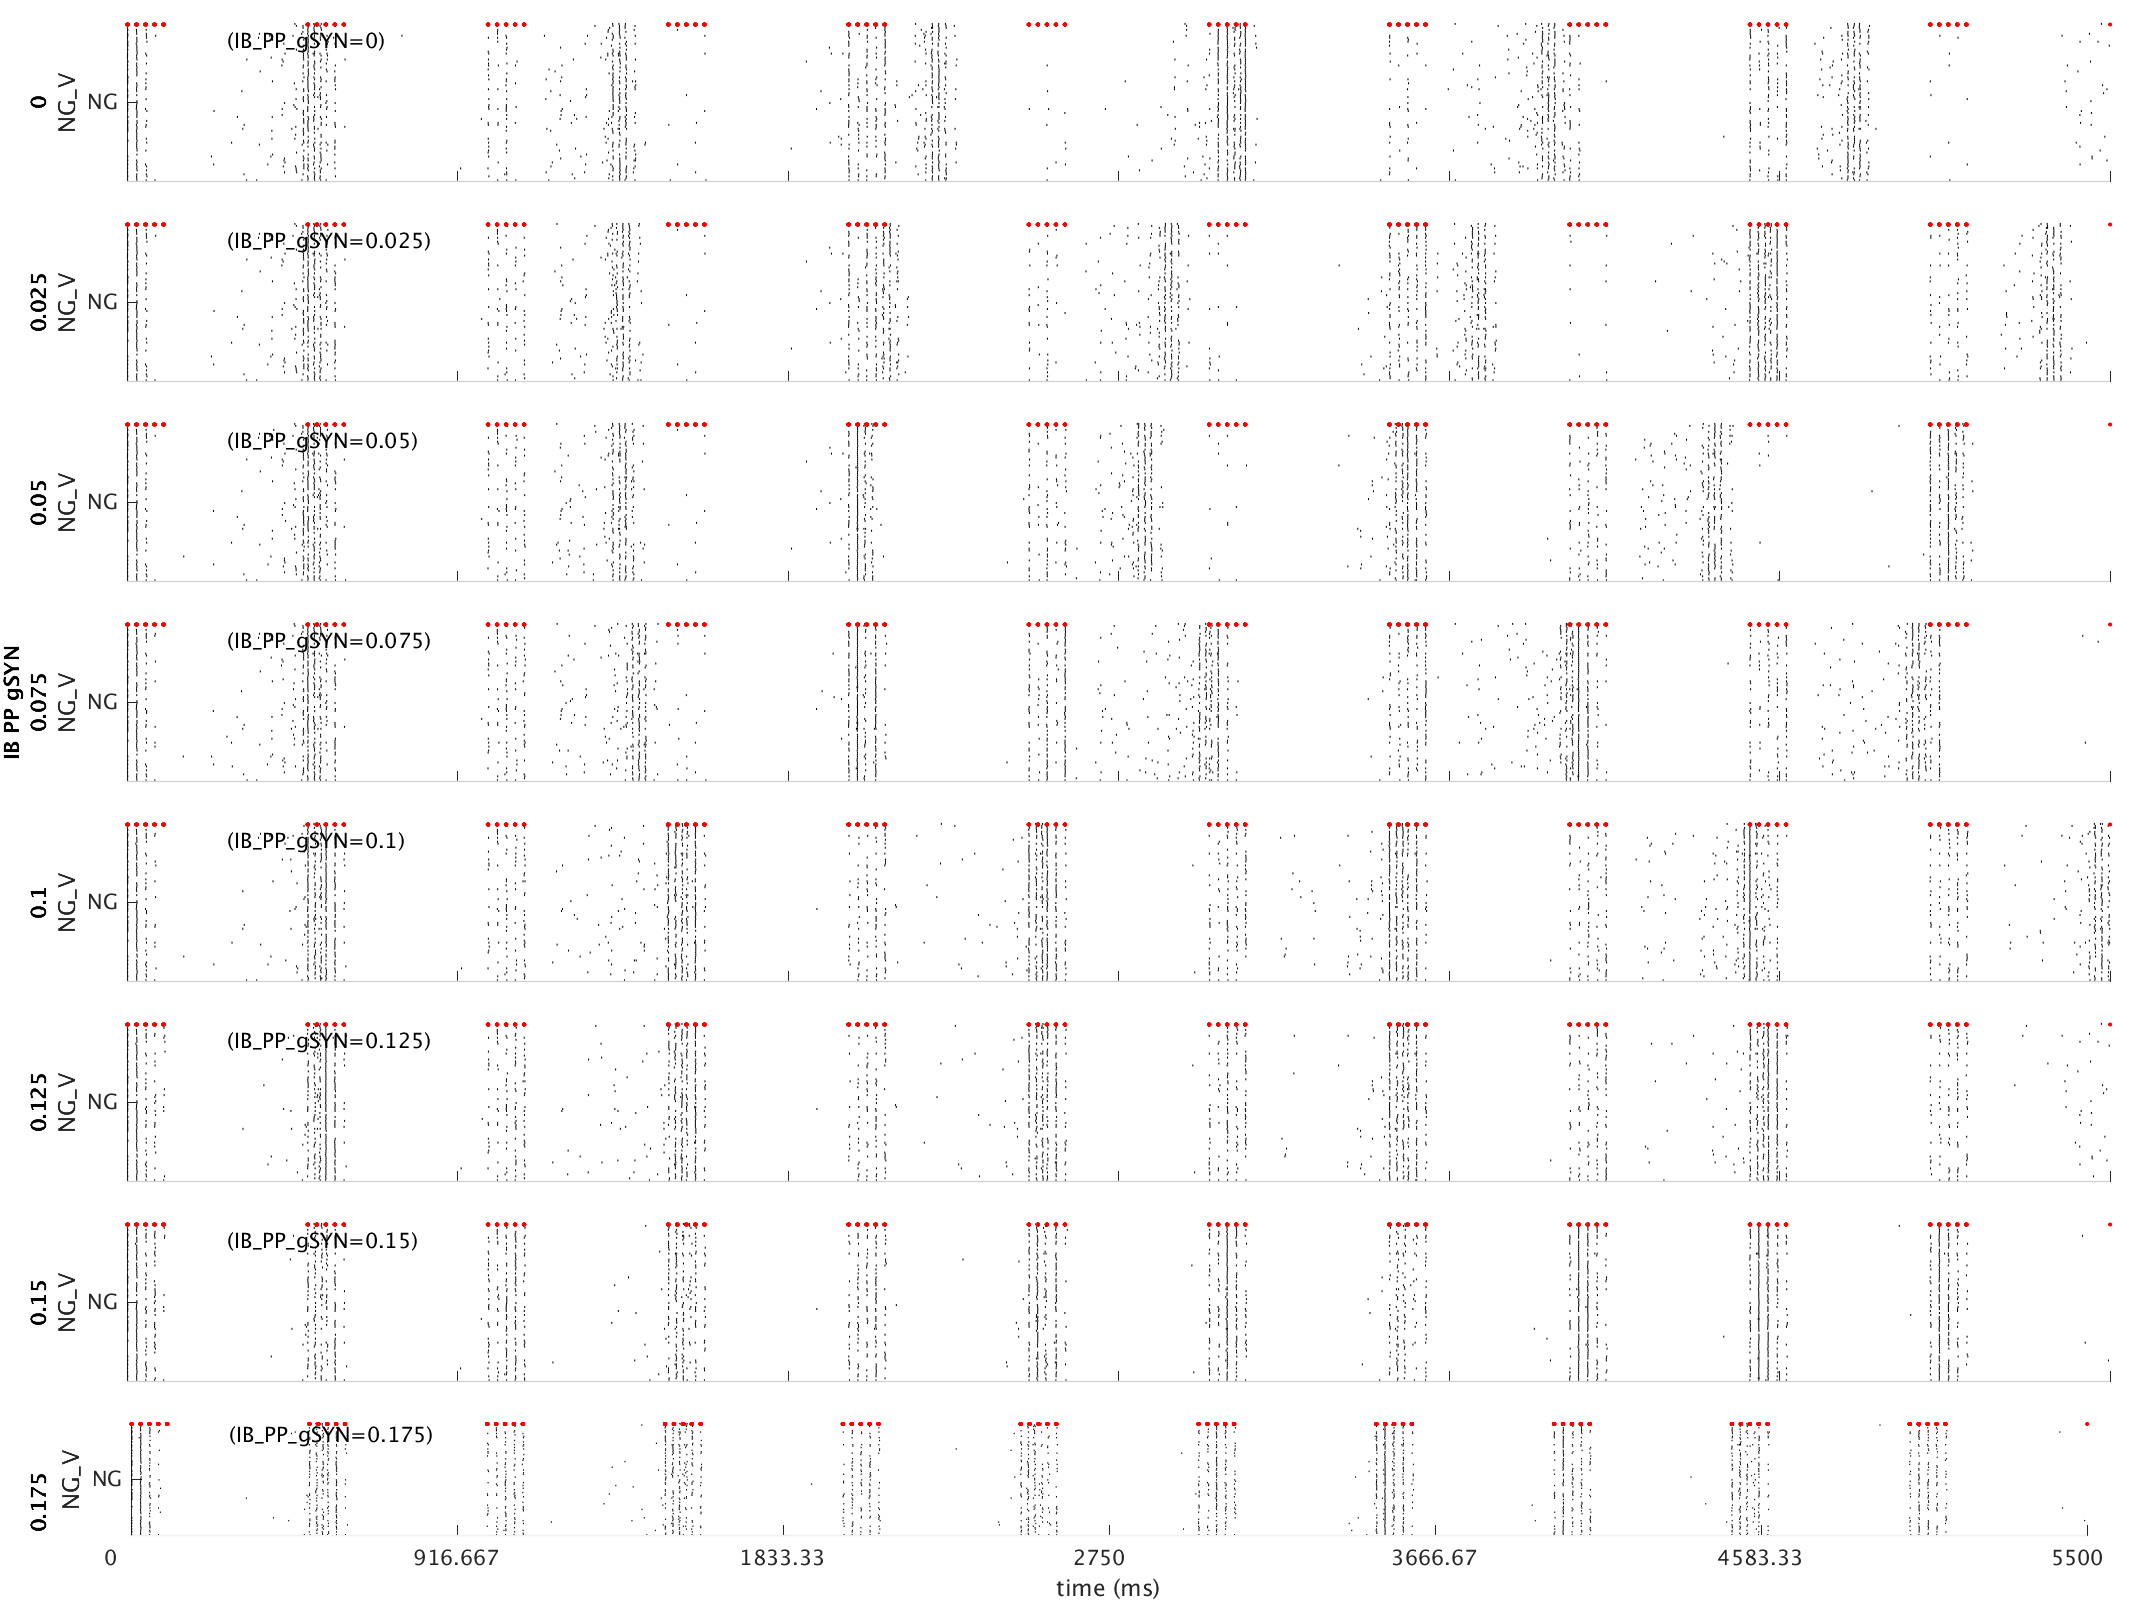 (IB_PP_gSYN=0)
0
NG_V
NG
(IB_PP_gSYN=0.025)
0.025
NG_V
NG
(IB_PP_gSYN=0.05)
0.05
NG_V
NG
IB PP gSYN
(IB_PP_gSYN=0.075)
0.075
NG_V
NG
(IB_PP_gSYN=0.1)
0.1
NG_V
NG
(IB_PP_gSYN=0.125)
0.125
NG_V
NG
(IB_PP_gSYN=0.15)
0.15
NG_V
NG
(IB_PP_gSYN=0.175)
0.175
NG_V
NG
0 916.667 1833.33 2750 3666.67 4583.33 5500
time (ms)